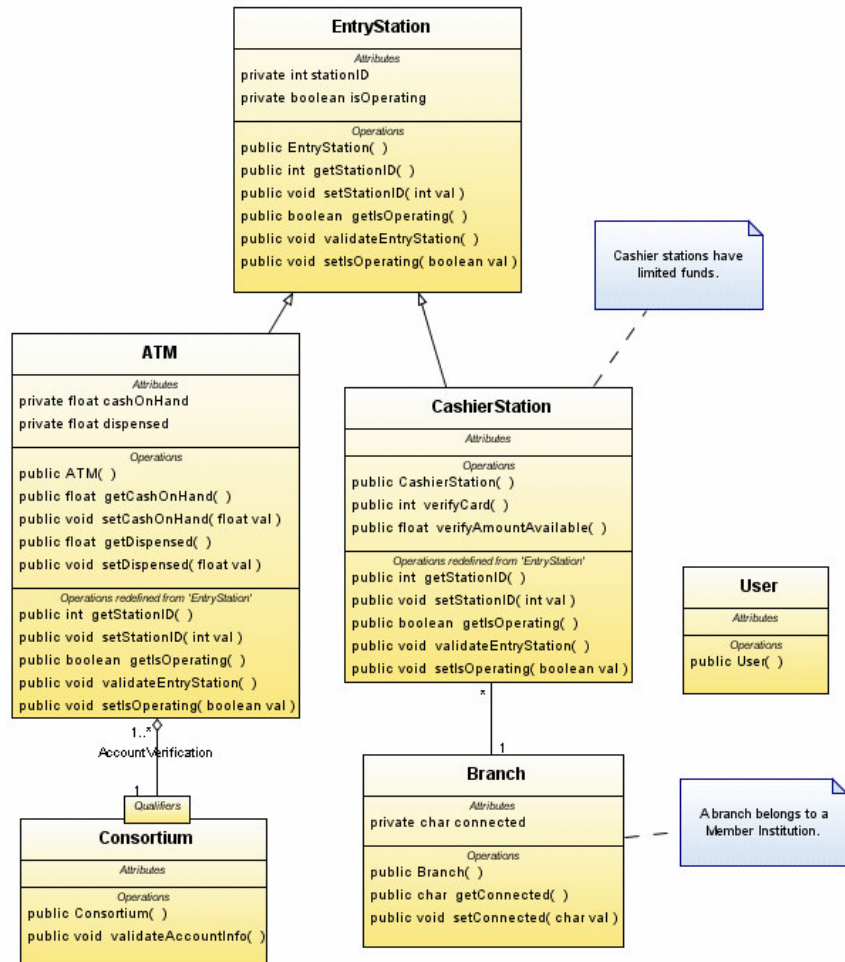 EntryStation
Attributes
private int stationID
private boolean isOperating
Operations
public EntryStation( )
public int getStationID( )
public void setStationID( int val )
public boolean getIsOperating( )
public void validateEntryStation( )
public void setIsOperating( boolean val )
Cashier stations have
limited funds.
ATM
Attributes
private float cashOnHand
private float dispensed
Operations
public ATM( )
public float getCashOnHand( )
public void setCashOnHand( float val )
public float getDispensed( )
public void setDispensed( float val )
Operations redefined from 'EntryStation'
public int getStationID( )
public void setStationID( int val )
public boolean getIsOperating( )
public void validateEntryStation( )
public void setIsOperating( boolean val )
CashierStation
Attributes
Operations
public CashierStation( )
public int verifyCard( )
public float verifyAmountAvailable( )
Operations redefined from 'EntryStation'
public int getStationID( )
public void setStationID( int val )
public boolean getIsOperating( )
public void validateEntryStation( )
public void setIsOperating( boolean val )
User
Attributes
Operations
public User( )
1..*
AccountVerification
1
Qualifiers
Consortium
Attributes
Operations
public Consortium( )
public void validateAccountInfo( )
*
1
Branch
Attributes
private char connected
Operations
public Branch( )
public char getConnected( )
public void setConnected( char val )
A branch belongs to a
Member Institution.